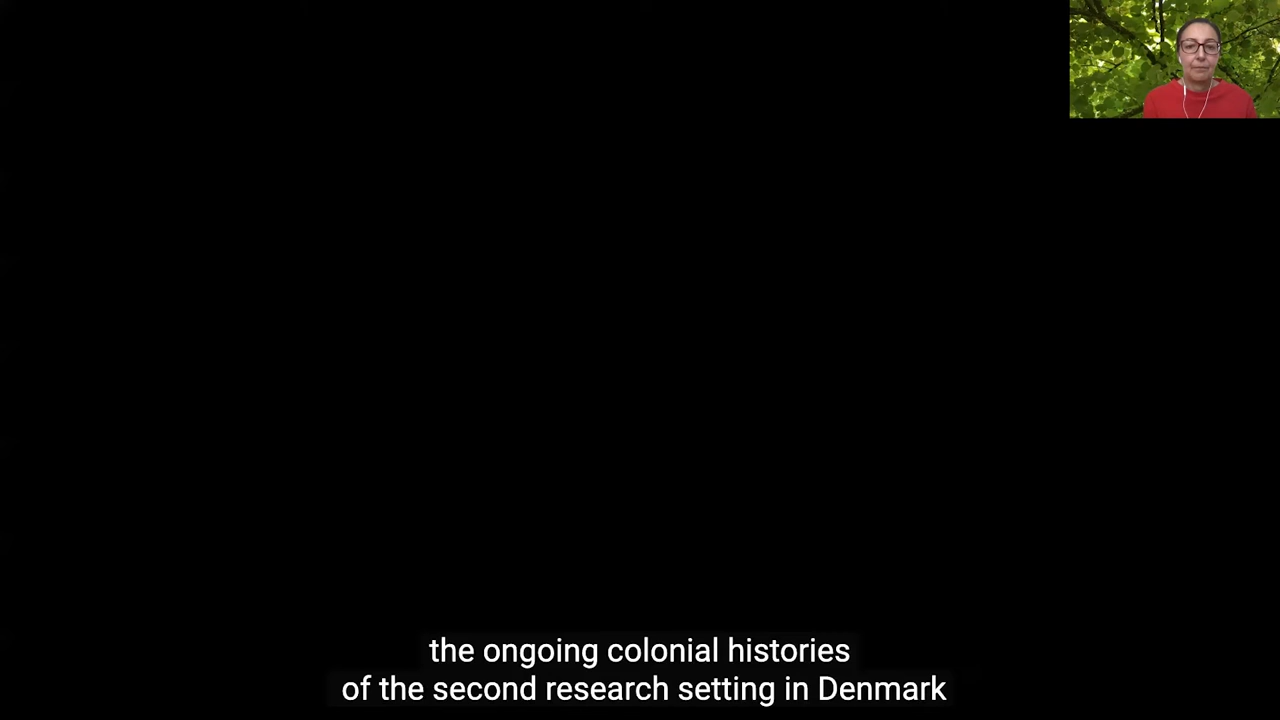 the ongoing colonial histories
of the second research setting in Denmark